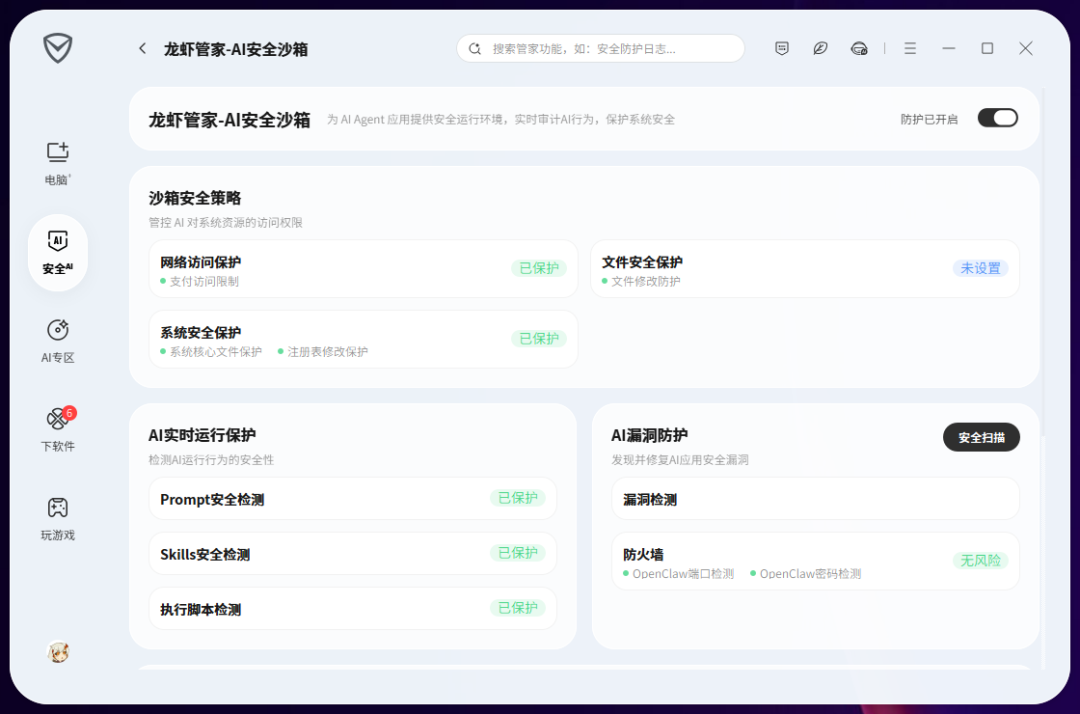 龙虾管家-AI安全沙箱
搜索管家功能，如：安全防护日志...
龙虾管家-AI安全沙箱
为 AI Agent 应用提供安全运行环境，实时审计AI行为，保护系统安全
防护已开启
电脑+
安全AI
AI专区
6
下软件
玩游戏
沙箱安全策略
管控 AI 对系统资源的访问权限
网络访问保护
支付访问限制
已保护
文件安全保护
文件修改防护
未设置
系统安全保护
系统核心文件保护
注册表修改保护
已保护
AI实时运行保护
检测AI运行行为的安全性
Prompt安全检测
已保护
Skills安全检测
已保护
执行脚本检测
已保护
AI漏洞防护
发现并修复AI应用安全漏洞
安全扫描
漏洞检测
防火墙
OpenClaw端口检测
OpenClaw密码检测
无风险